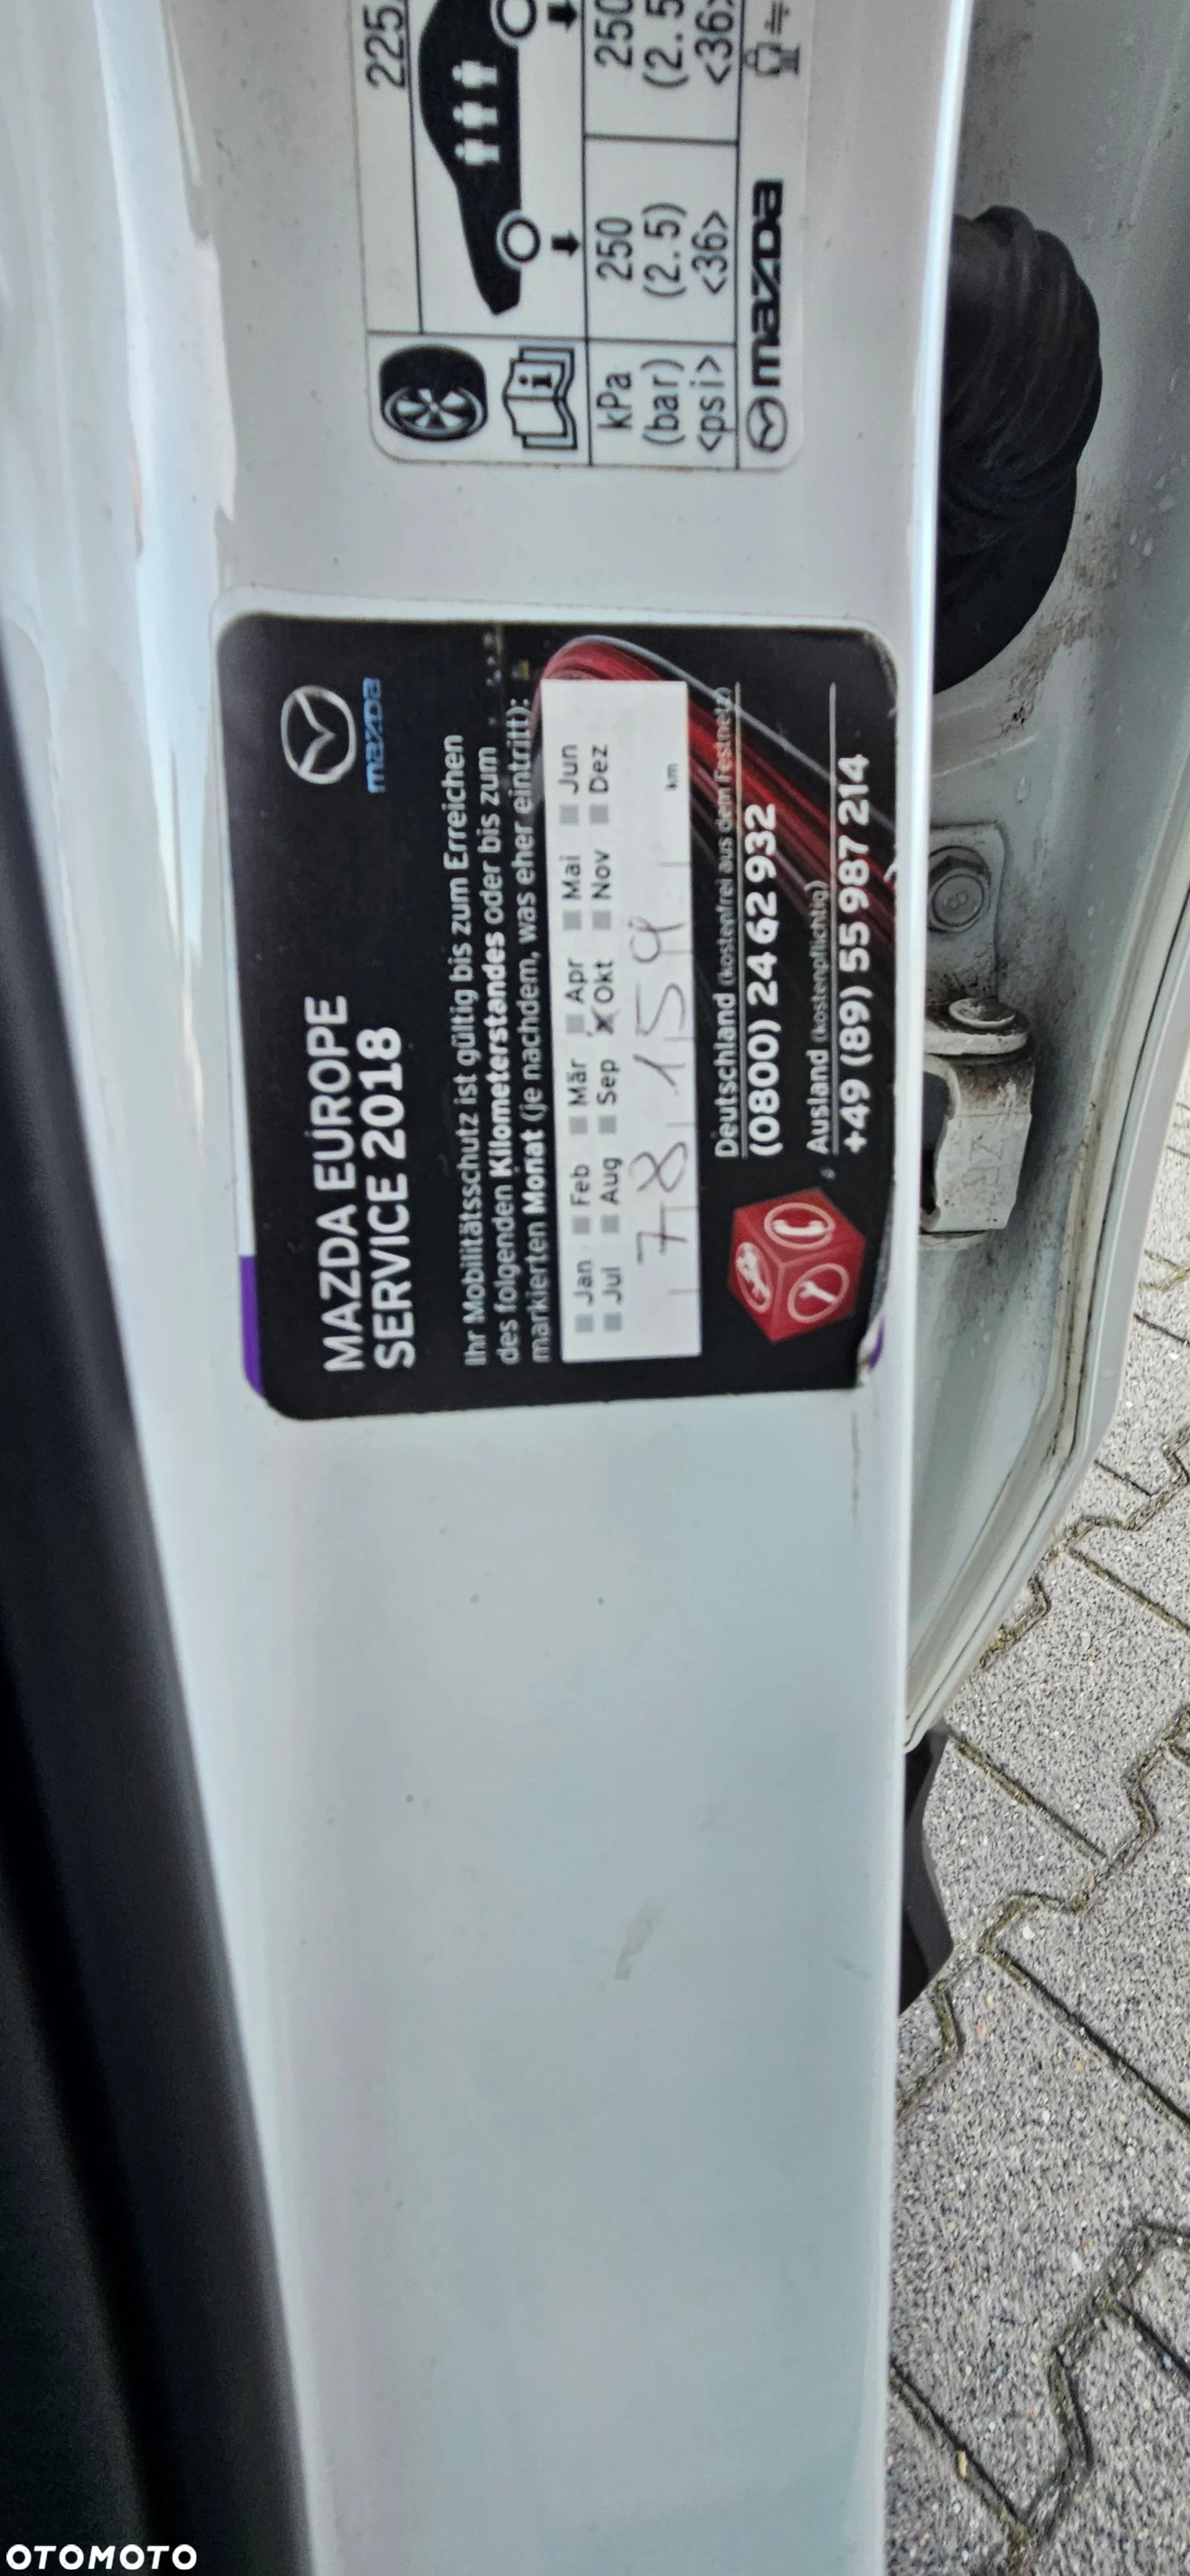 225
250
250
(2.5)
(2.5
<36>
<36>
kPa
(bar)
<psi>
mazda
mazda
MAZDA EUROPE
SERVICE 2018
Ihr Mobilitätsschutz ist gültig bis zum Erreichen
des folgenden Kilometerstandes oder bis zum
markierten Monat (je nachdem, was eher eintritt):
Jan Feb Mär Apr Mai Jun
Jul Aug Sep Okt Nov Dez
78159 km
Deutschland (kostenfrei aus dem Festnetz)
(0800) 24 62 932
Ausland (kostenpflichtig)
+49 (89) 55 987 214
OTOMOTO